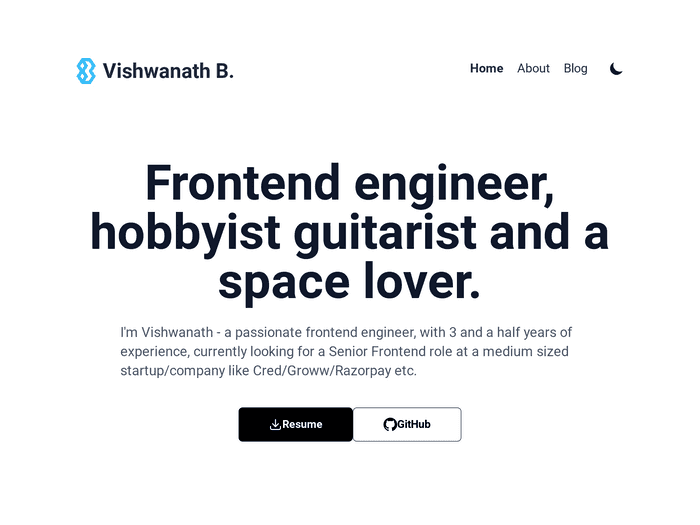 Vishwanath B.
Home About Blog
Frontend engineer,
hobbyist guitarist and a
space lover.
I'm Vishwanath - a passionate frontend engineer, with 3 and a half years of
experience, currently looking for a Senior Frontend role at a medium sized
startup/company like Cred/Groww/Razorpay etc.
Resume GitHub